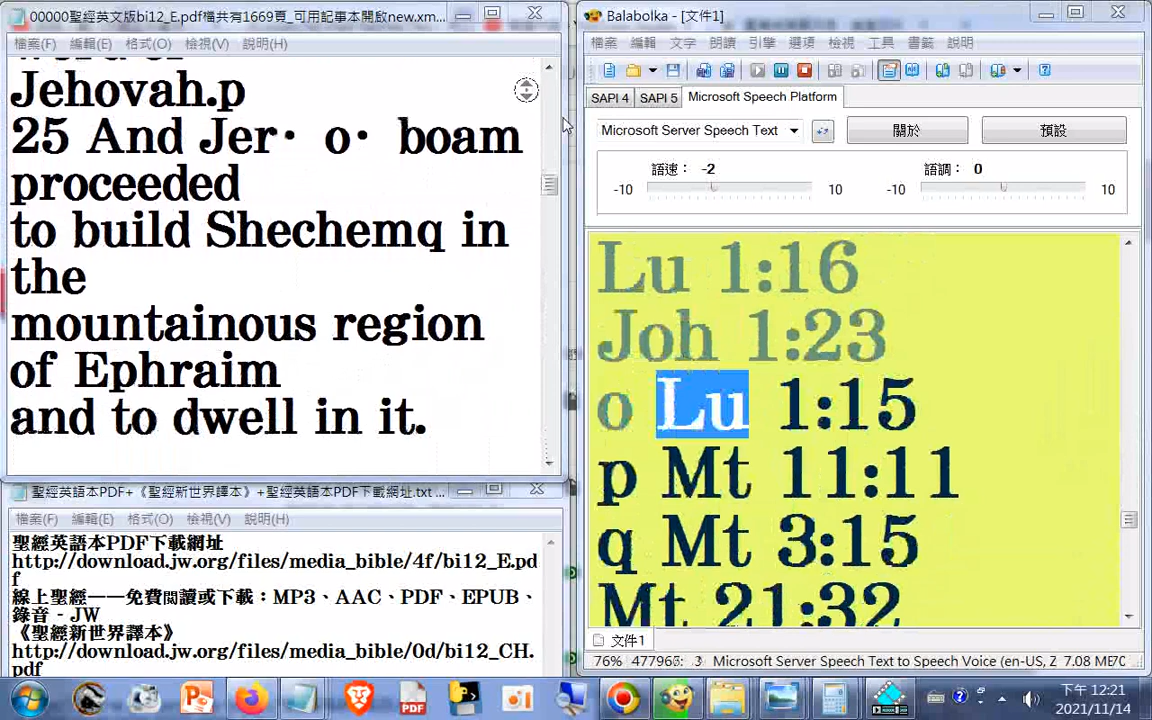 00000聖經英文版bi12_E.pdf檔共有1669頁_可用記事本開啟new.xm...
檔案(F) 編輯(E) 格式(O) 檢視(V) 說明(H)
Jehovah.p
25 And Jer· o· boam
proceeded
to build Shechemq in
the
mountainous region
of Ephraim
and to dwell in it.
聖經英語本PDF+《聖經新世界譯本》+聖經英語本PDF下載網址.txt ...
檔案(F) 編輯(E) 格式(O) 檢視(V) 說明(H)
聖經英語本PDF下載網址
http://download.jw.org/files/media_bible/4f/bi12_E.pd
f
線上聖經——免費閱讀或下載：MP3、AAC、PDF、EPUB、
錄音 - JW
《聖經新世界譯本》
http://download.jw.org/files/media_bible/0d/bi12_CH.
pdf
Balabolka - [文件1]
檔案 編輯 文字 朗讀 引擎 選項 檢視 工具 書籤 說明
SAPI 4 SAPI 5 Microsoft Speech Platform
Microsoft Server Speech Text 關於 預設
語速： -2 語調： 0
-10 10 -10 10
Lu 1:16
Joh 1:23
o Lu 1:15
p Mt 11:11
q Mt 3:15
Mt 21:32
文件1
76% 477965: 3 Microsoft Server Speech Text to Speech Voice (en-US, Z 7.08 ME
下午 12:21
2021/11/14